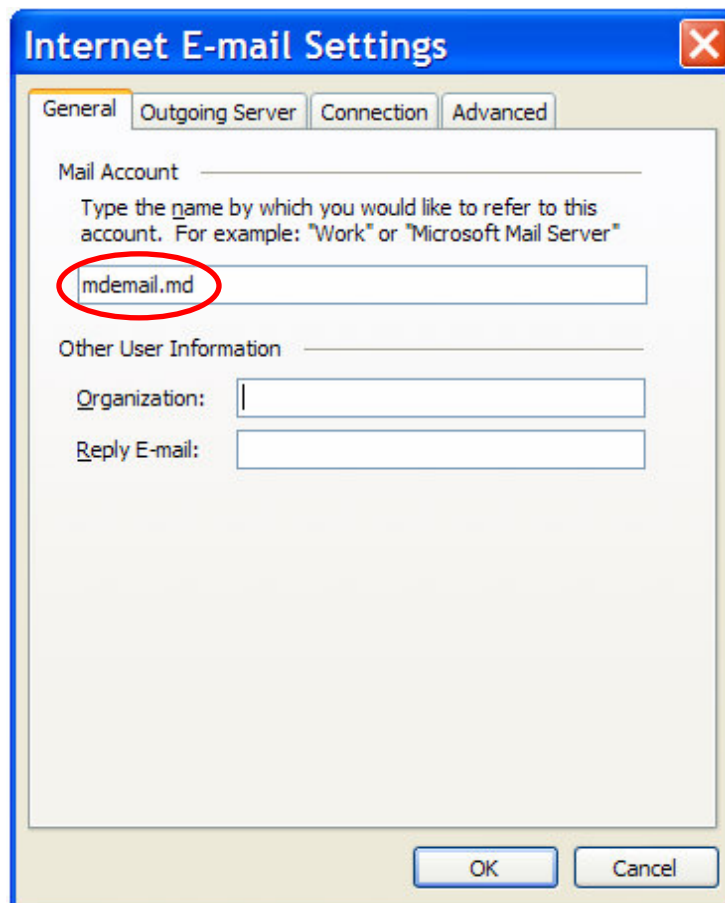 Internet E-mail Settings
General Outgoing Server Connection Advanced
Mail Account
Type the name by which you would like to refer to this
account. For example: "Work" or "Microsoft Mail Server"
mdemail.md
Other User Information
Organization:
Reply E-mail:
OK Cancel